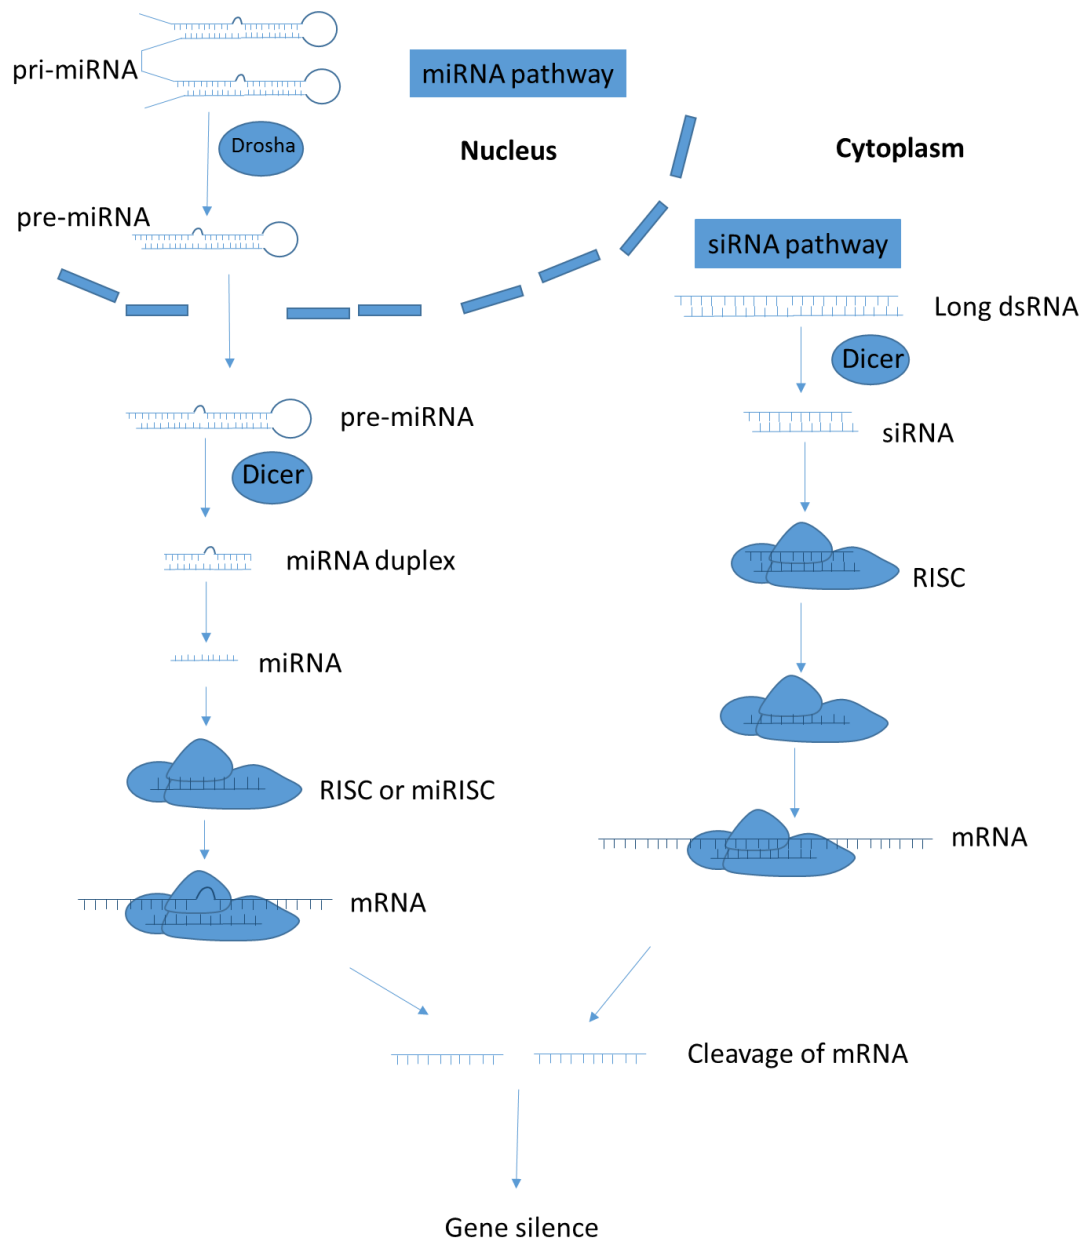 pri-miRNA
miRNA pathway
Drosha
Nucleus
Cytoplasm
pre-miRNA
siRNA pathway
Long dsRNA
Dicer
pre-miRNA
siRNA
Dicer
miRNA duplex
RISC
miRNA
RISC or miRISC
mRNA
mRNA
Cleavage of mRNA
Gene silence